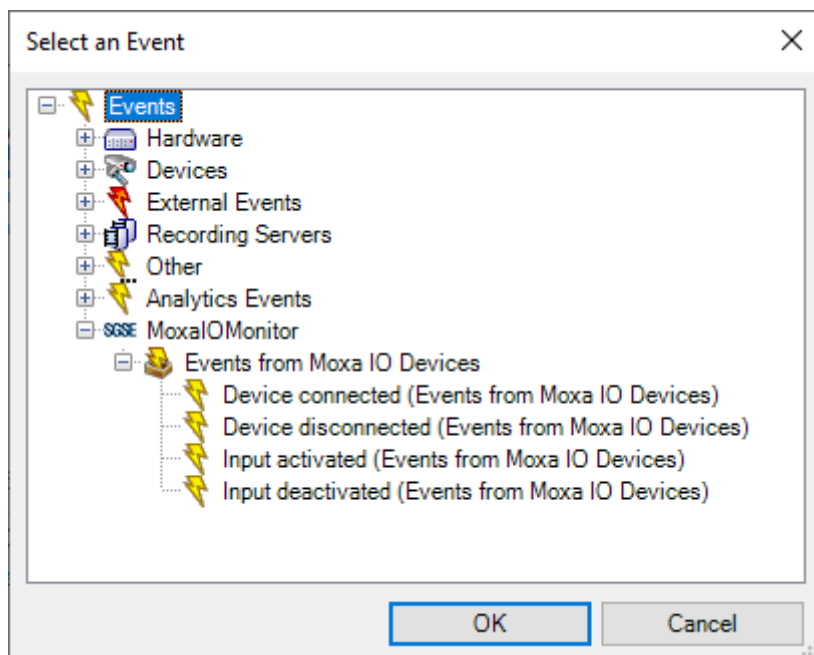 Select an Event
Events
Hardware
Devices
External Events
Recording Servers
Other
Analytics Events
SGSE MoxaIOMonitor
Events from Moxa IO Devices
Device connected (Events from Moxa IO Devices)
Device disconnected (Events from Moxa IO Devices)
Input activated (Events from Moxa IO Devices)
Input deactivated (Events from Moxa IO Devices)
OK Cancel